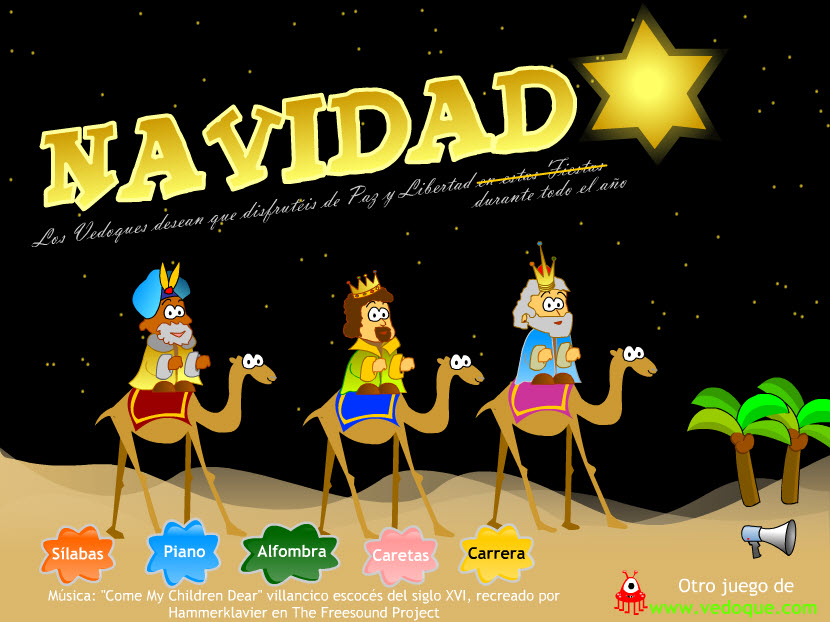 NAVIDAD
Los Vedoques desean que disfrutéis de Paz y Libertad en estas Fiestas
durante todo el año
Sílabas
Piano
Alfombra
Caretas
Carrera
Música: "Come My Children Dear" villancico escocés del siglo XVI, recreado por
Hammerklavier en The Freesound Project
Otro juego de
www.vedoque.com